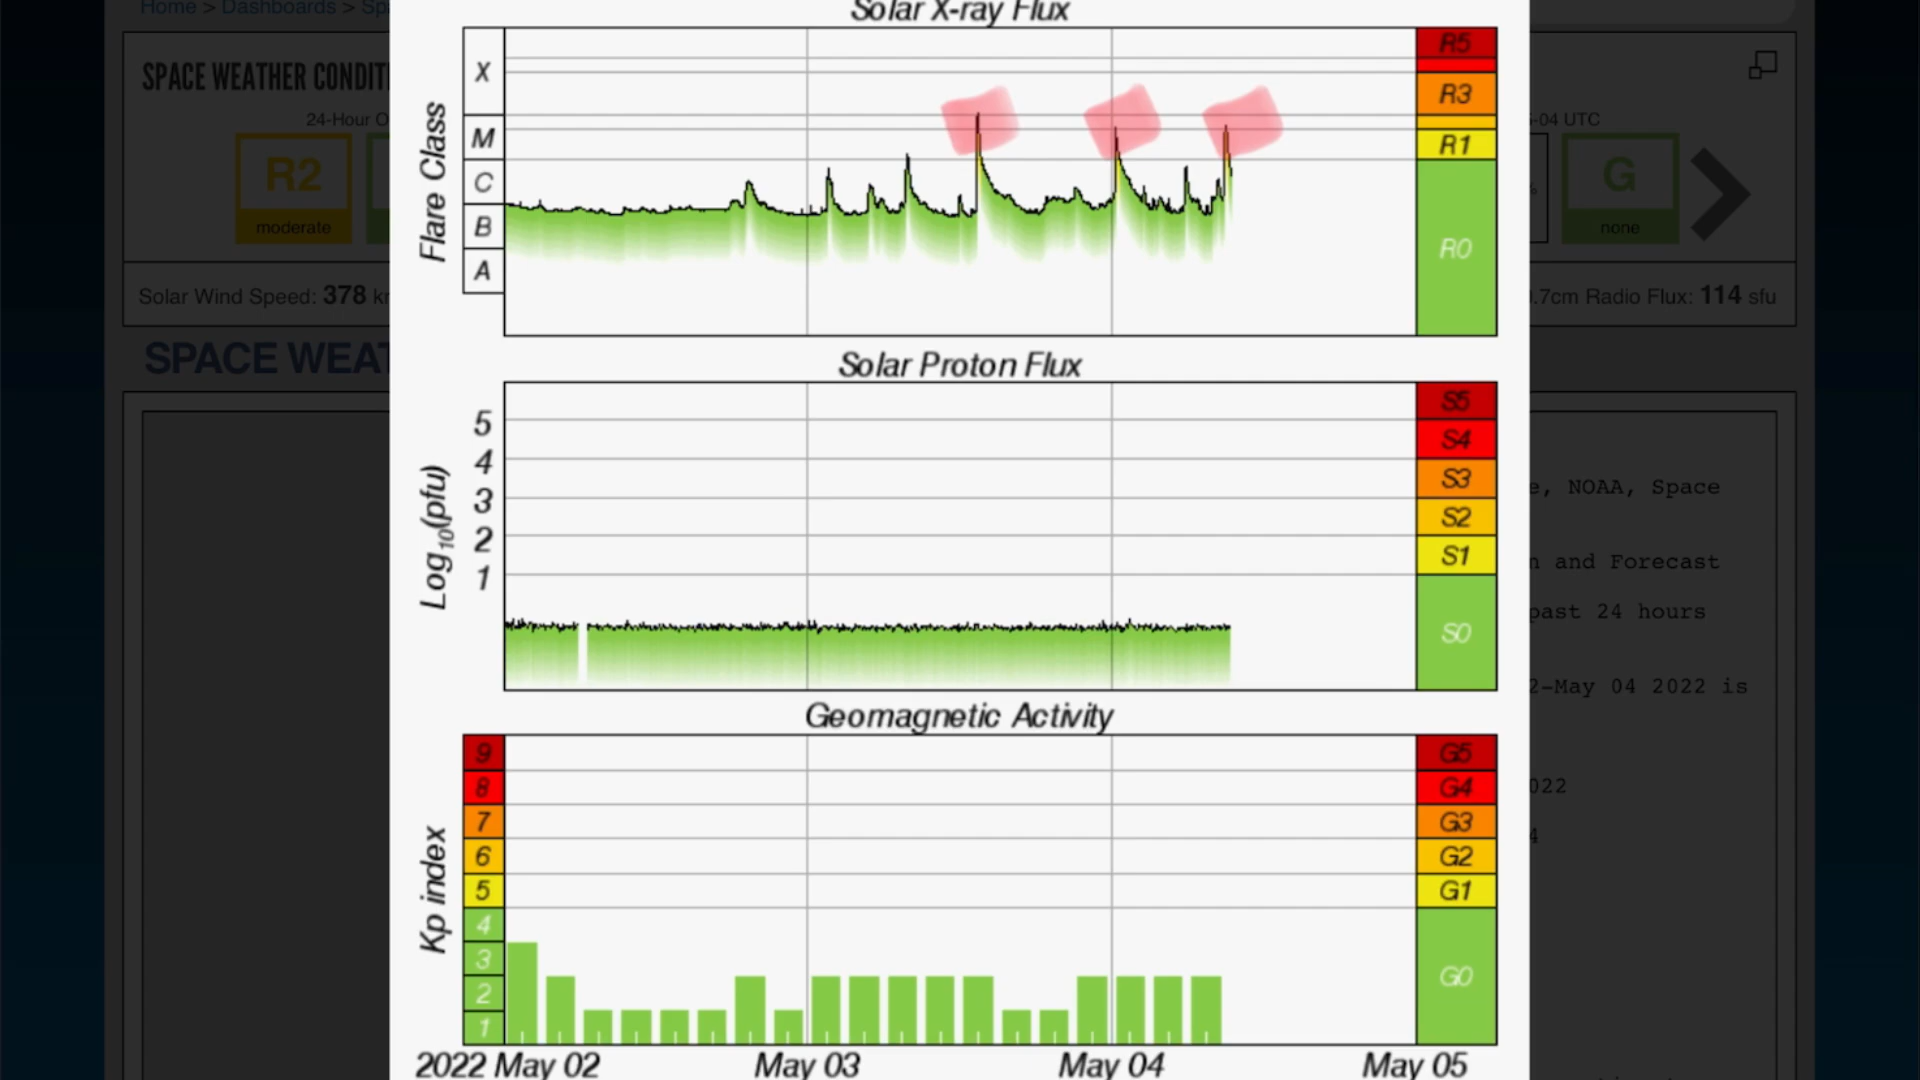 Home > Dashboards > Sp
Solar X-ray Flux
SPACE WEATHER CONDIT
24-Hour O
R2
moderate
Solar Wind Speed: 378 k
SPACE WEAT
Flare Class
X
M
C
B
A
R5
R3
R1
R0
-04 UTC
G
none
.7cm Radio Flux: 114 sfu
Solar Proton Flux
Log10(pfu)
5
4
3
2
1
S5
S4
S3
S2
S1
S0
e, NOAA, Space
n and Forecast
past 24 hours
2-May 04 2022 is
022
4
Geomagnetic Activity
Kp index
9
8
7
6
5
4
3
2
1
G5
G4
G3
G2
G1
G0
2022 May 02
May 03
May 04
May 05